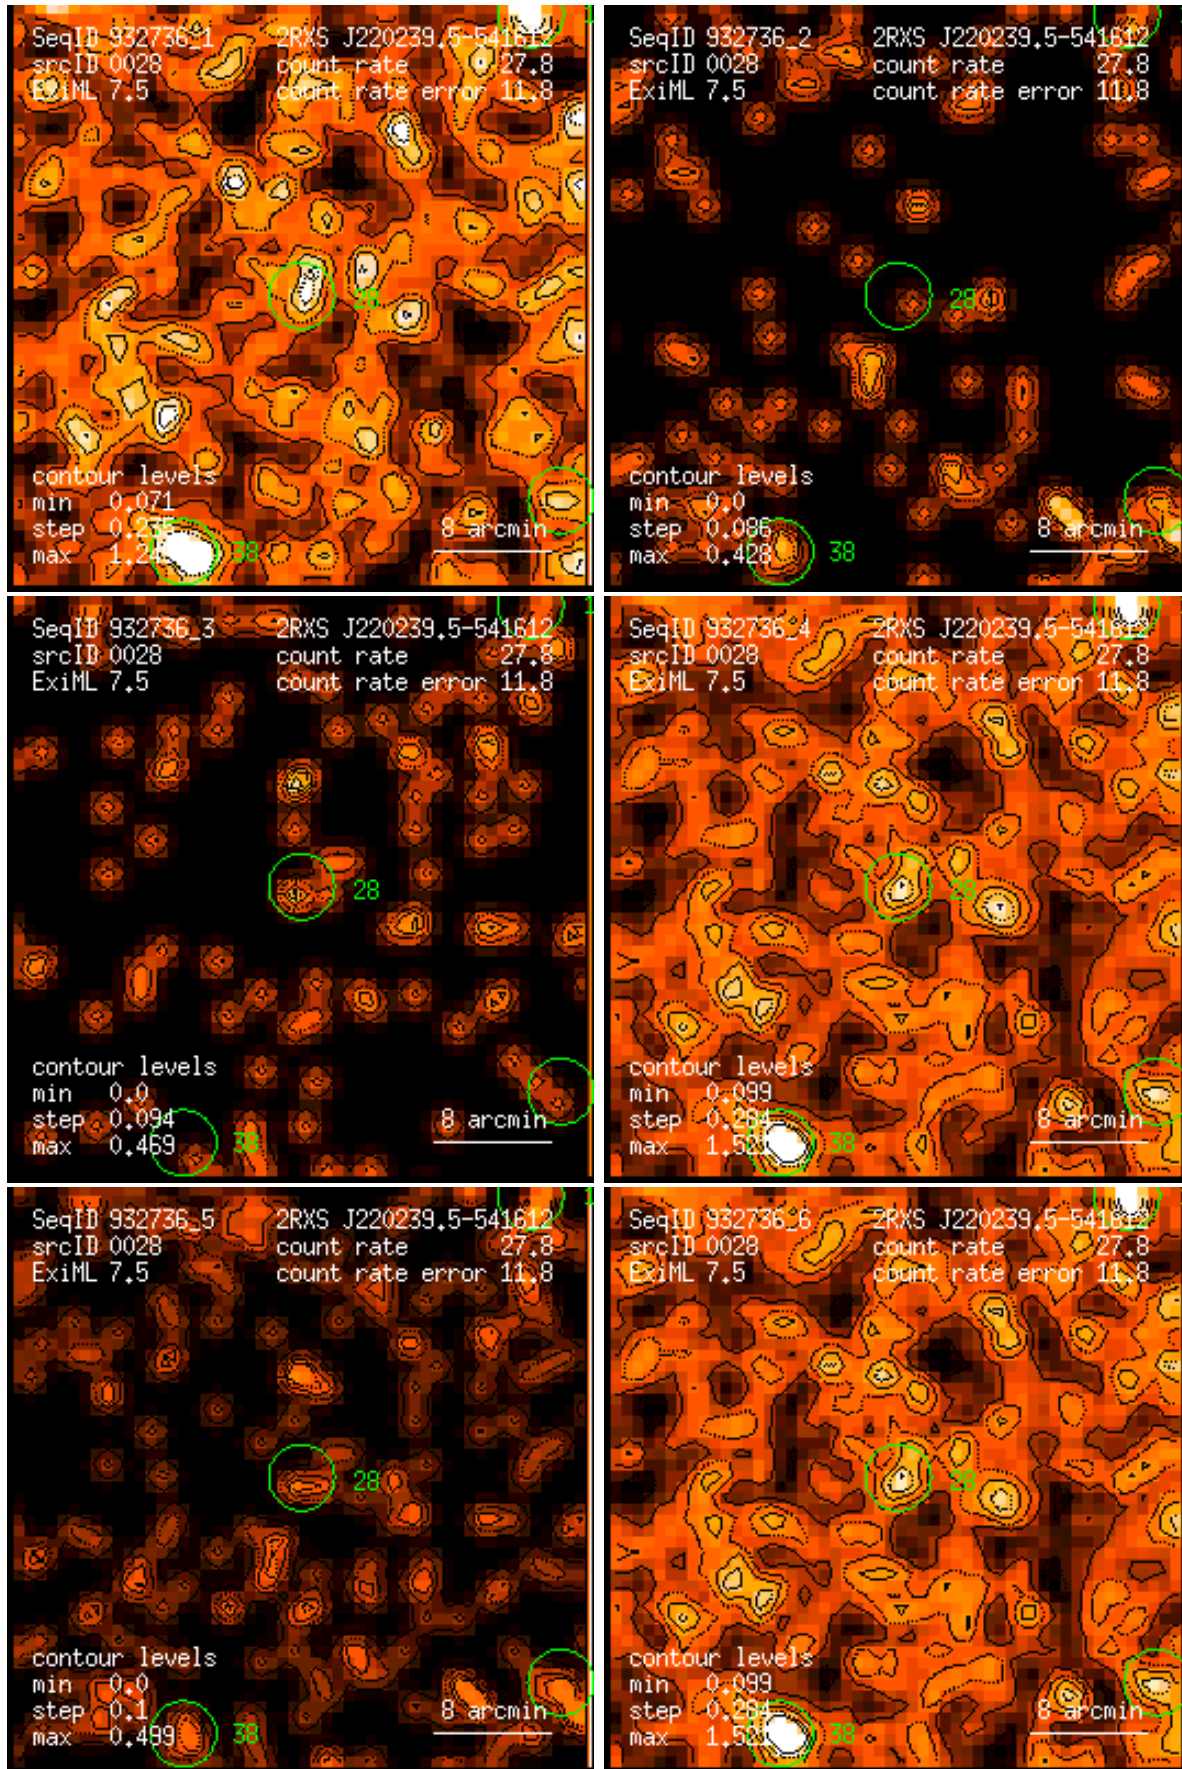 SeqID 932736_1 2RXS J220239.5-541612
srcID 0028 count rate 27.8
ExiML 7.5 count rate error 11.8
28
contour levels
min 0.071
step 0.235
max 8 arcmin
38
SeqID 932736_2 2RXS J220239.5-541612
srcID 0028 count rate 27.8
ExiML 7.5 count rate error 11.8
28
contour levels
min 0.0
step 0.086 8 arcmin
max 0.428 38
SeqID 932736_3 2RXS J220239.5-541612
srcID 0028 count rate 27.8
ExiML 7.5 count rate error 11.8
28
contour levels
min 0.0
step 0.094 8 arcmin
max 0.469 38
SeqID 932736_4 2RXS J220239.5-541612
srcID 0028 count rate 27.8
ExiML 7.5 count rate error 11.8
28
contour levels
min 0.099
step 0.284 8 arcmin
max 1.521 38
SeqID 932736_5 2RXS J220239.5-541612
srcID 0028 count rate 27.8
ExiML 7.5 count rate error 11.8
28
contour levels
min 0.0
step 0.1 8 arcmin
max 0.499 38
SeqID 932736_6 2RXS J220239.5-541612
srcID 0028 count rate 27.8
ExiML 7.5 count rate error 11.8
28
contour levels
min 0.099
step 0.284 8 arcmin
max 1.521 38